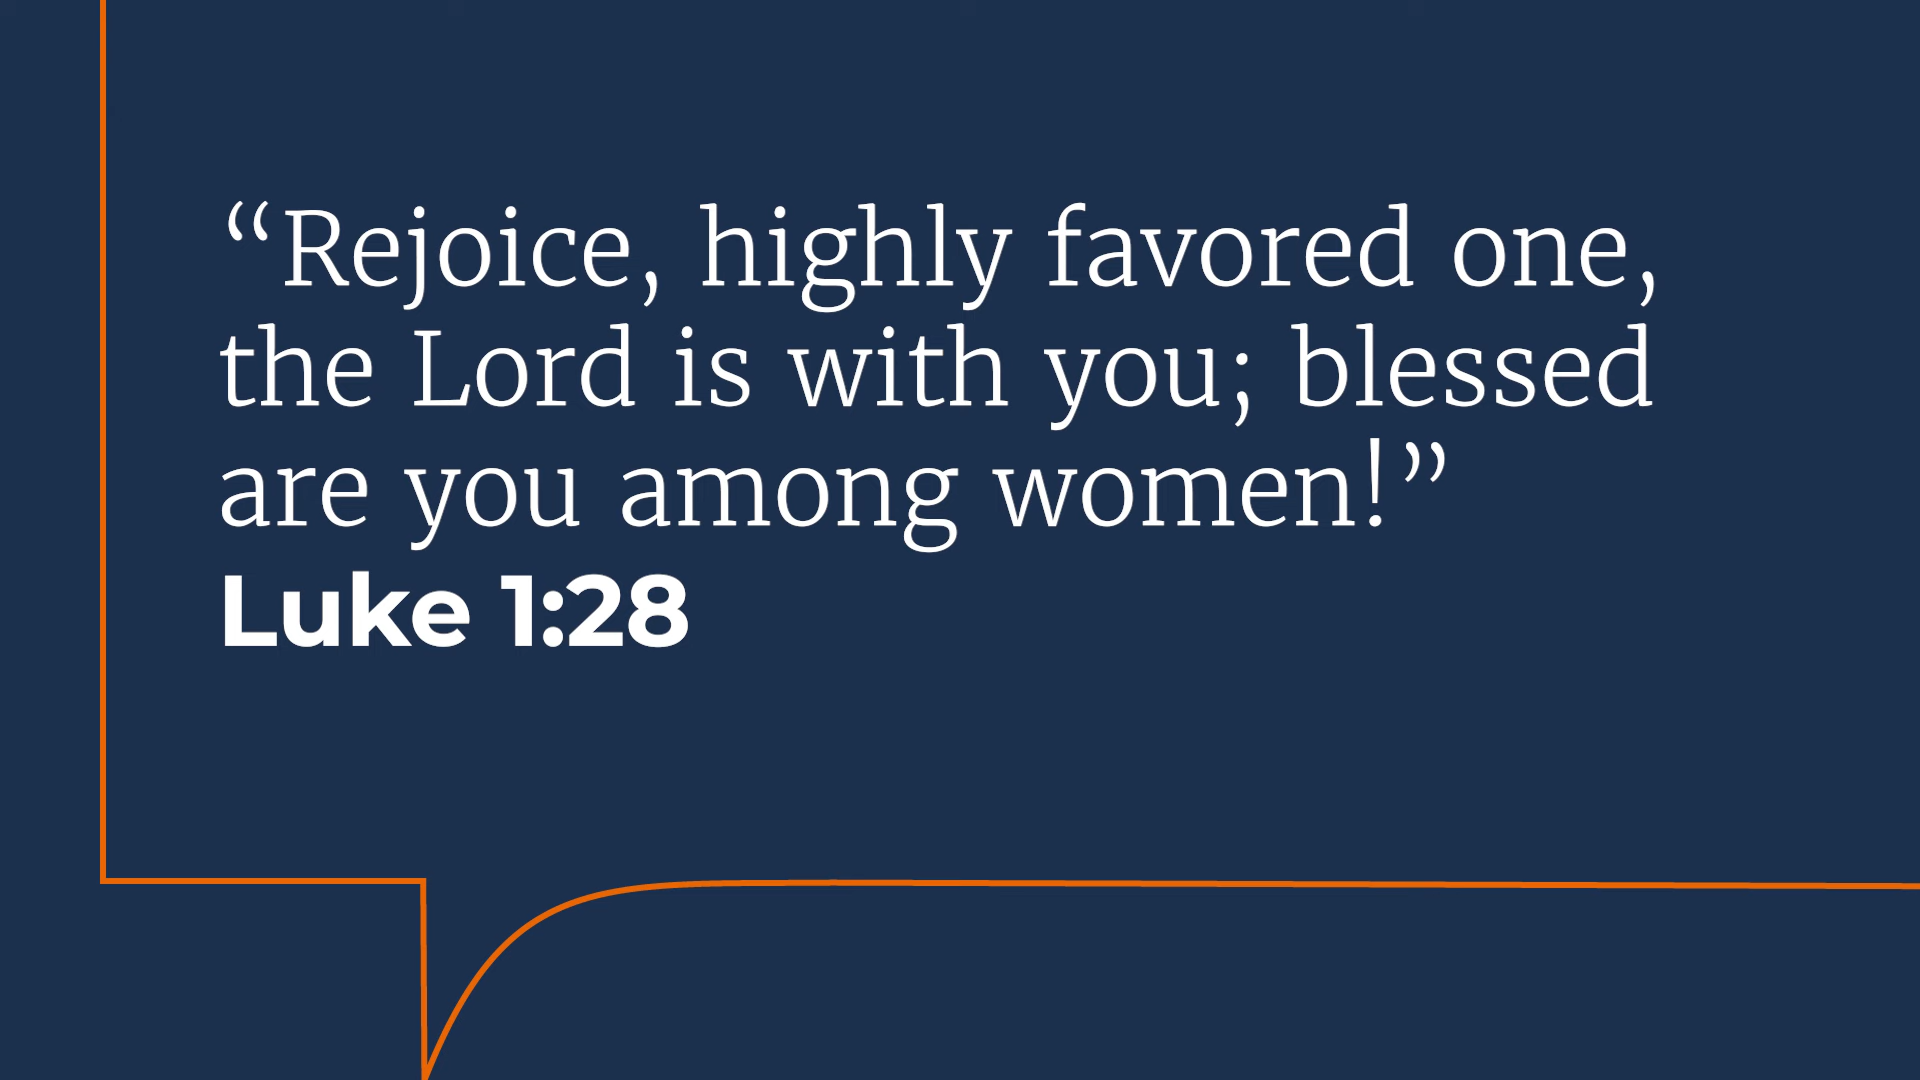 “Rejoice, highly favored one,
the Lord is with you; blessed
are you among women!”
Luke 1:28